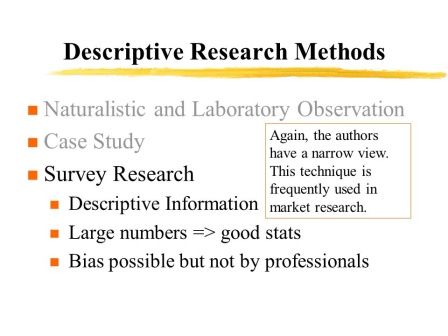 Descriptive Research Methods
Naturalistic and Laboratory Observation
Case Study
Survey Research
Descriptive Information
Large numbers => good stats
Bias possible but not by professionals
Again, the authors
have a narrow view.
This technique is
frequently used in
market research.